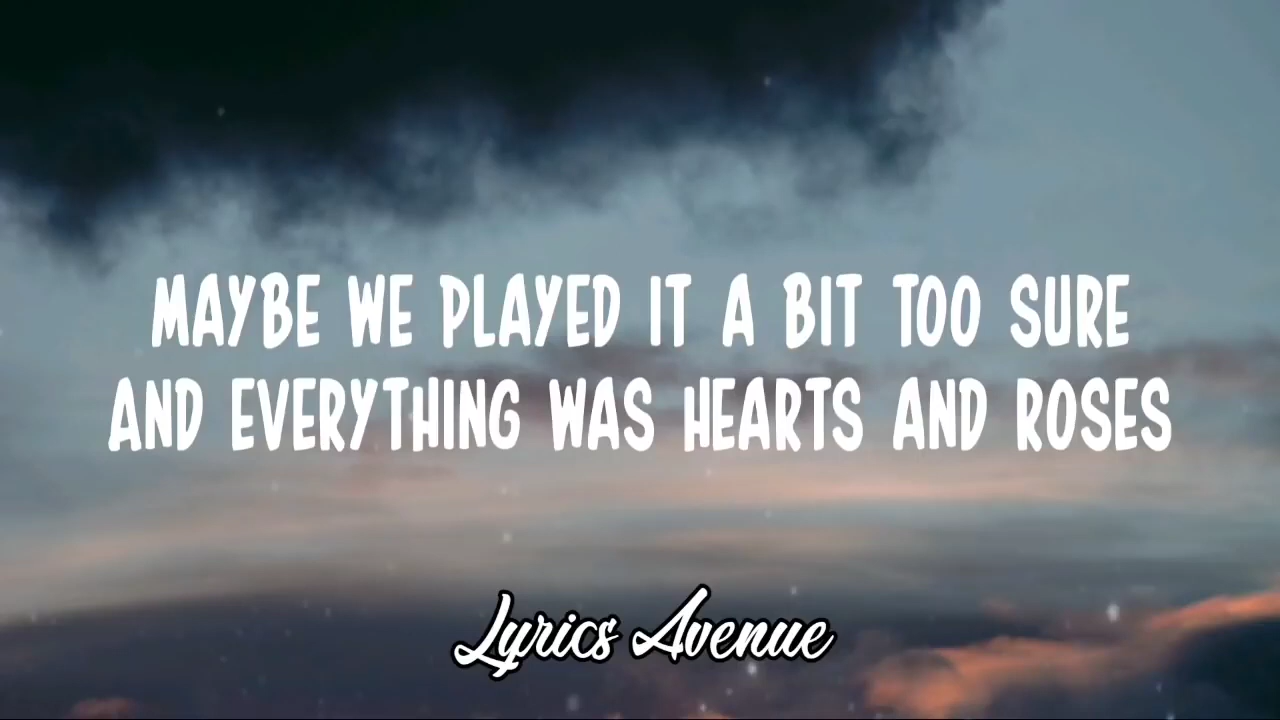 MAYBE WE PLAYED IT A BIT TOO SURE
AND EVERYTHING WAS HEARTS AND ROSES
Lyrics Avenue